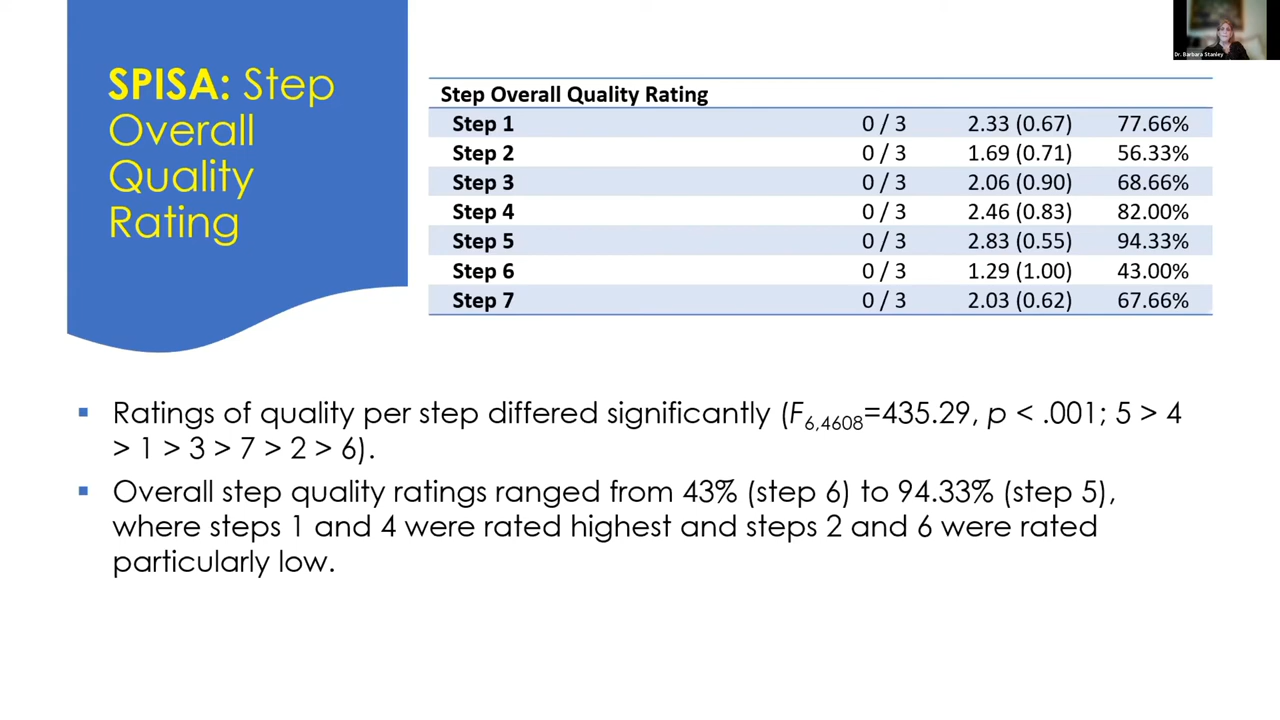 SPISA: Step
Overall
Quality
Rating
Dr. Barbara Stanley
Step Overall Quality Rating
Step 1 0 / 3 2.33 (0.67) 77.66%
Step 2 0 / 3 1.69 (0.71) 56.33%
Step 3 0 / 3 2.06 (0.90) 68.66%
Step 4 0 / 3 2.46 (0.83) 82.00%
Step 5 0 / 3 2.83 (0.55) 94.33%
Step 6 0 / 3 1.29 (1.00) 43.00%
Step 7 0 / 3 2.03 (0.62) 67.66%
▪ Ratings of quality per step differed significantly (F6,4608=435.29, p < .001; 5 > 4
> 1 > 3 > 7 > 2 > 6).
▪ Overall step quality ratings ranged from 43% (step 6) to 94.33% (step 5),
where steps 1 and 4 were rated highest and steps 2 and 6 were rated
particularly low.